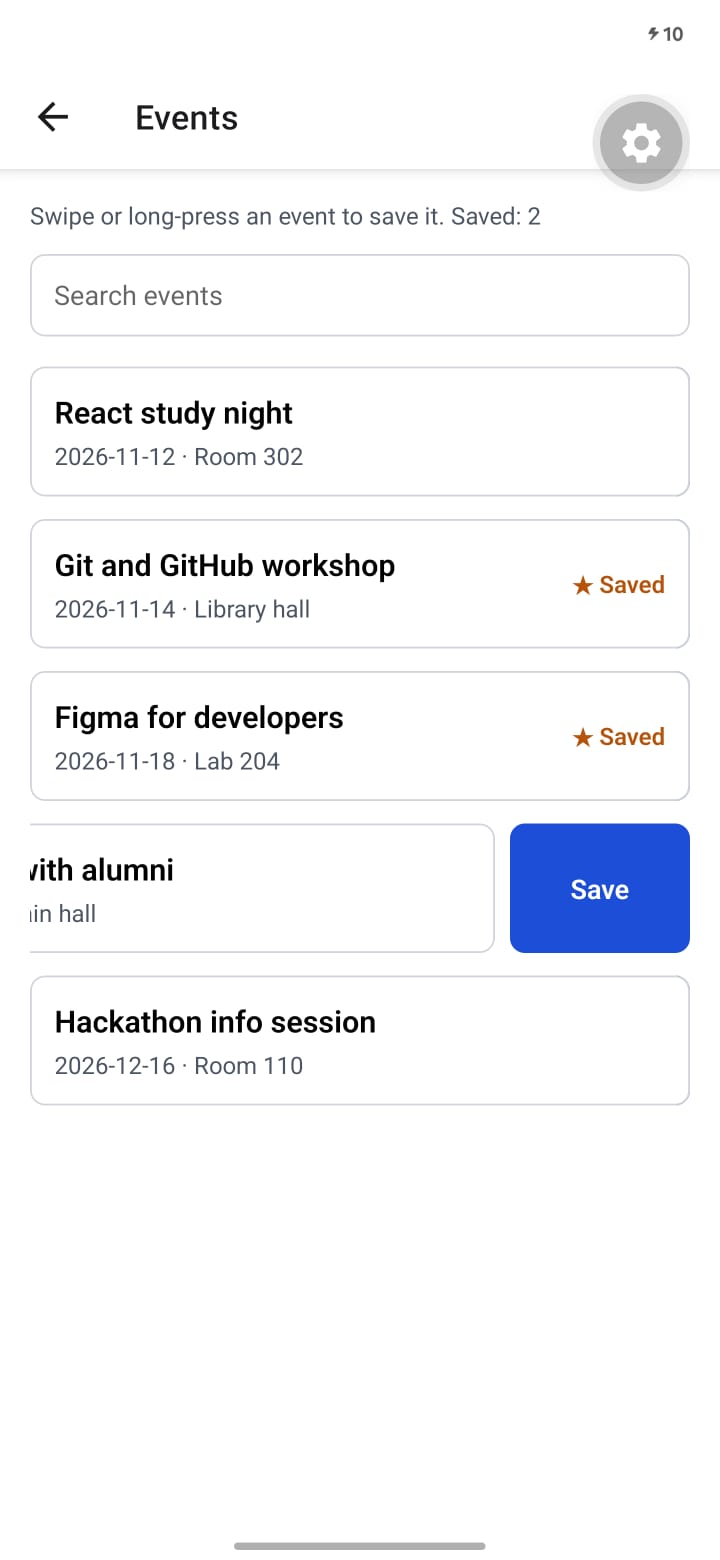 10
Events
Swipe or long-press an event to save it. Saved: 2
Search events
React study night
2026-11-12 · Room 302
Git and GitHub workshop
2026-11-14 · Library hall
★ Saved
Figma for developers
2026-11-18 · Lab 204
★ Saved
with alumni
in hall
Save
Hackathon info session
2026-12-16 · Room 110